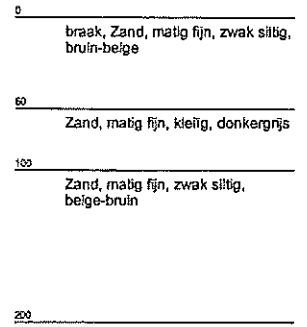 0
braak, Zand, matig fijn, zwak siltig,
bruin-beige
60
Zand, matig fijn, kleiïg, donkergrijs
100
Zand, matig fijn, zwak siltig,
beige-bruin
200